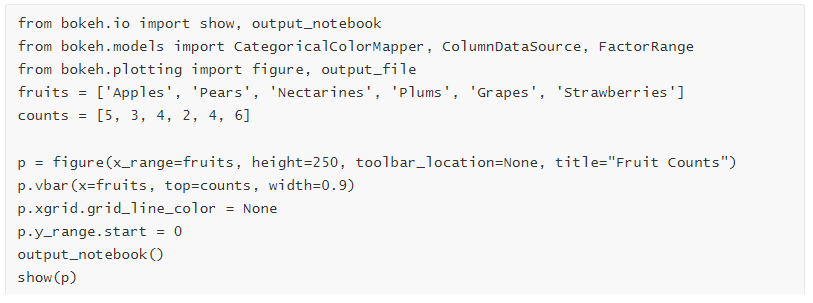 from bokeh.io import show, output_notebook
from bokeh.models import CategoricalColorMapper, ColumnDataSource, FactorRange
from bokeh.plotting import figure, output_file
fruits = ['Apples', 'Pears', 'Nectarines', 'Plums', 'Grapes', 'Strawberries']
counts = [5, 3, 4, 2, 4, 6]

p = figure(x_range=fruits, height=250, toolbar_location=None, title="Fruit Counts")
p.vbar(x=fruits, top=counts, width=0.9)
p.xgrid.grid_line_color = None
p.y_range.start = 0
output_notebook()
show(p)